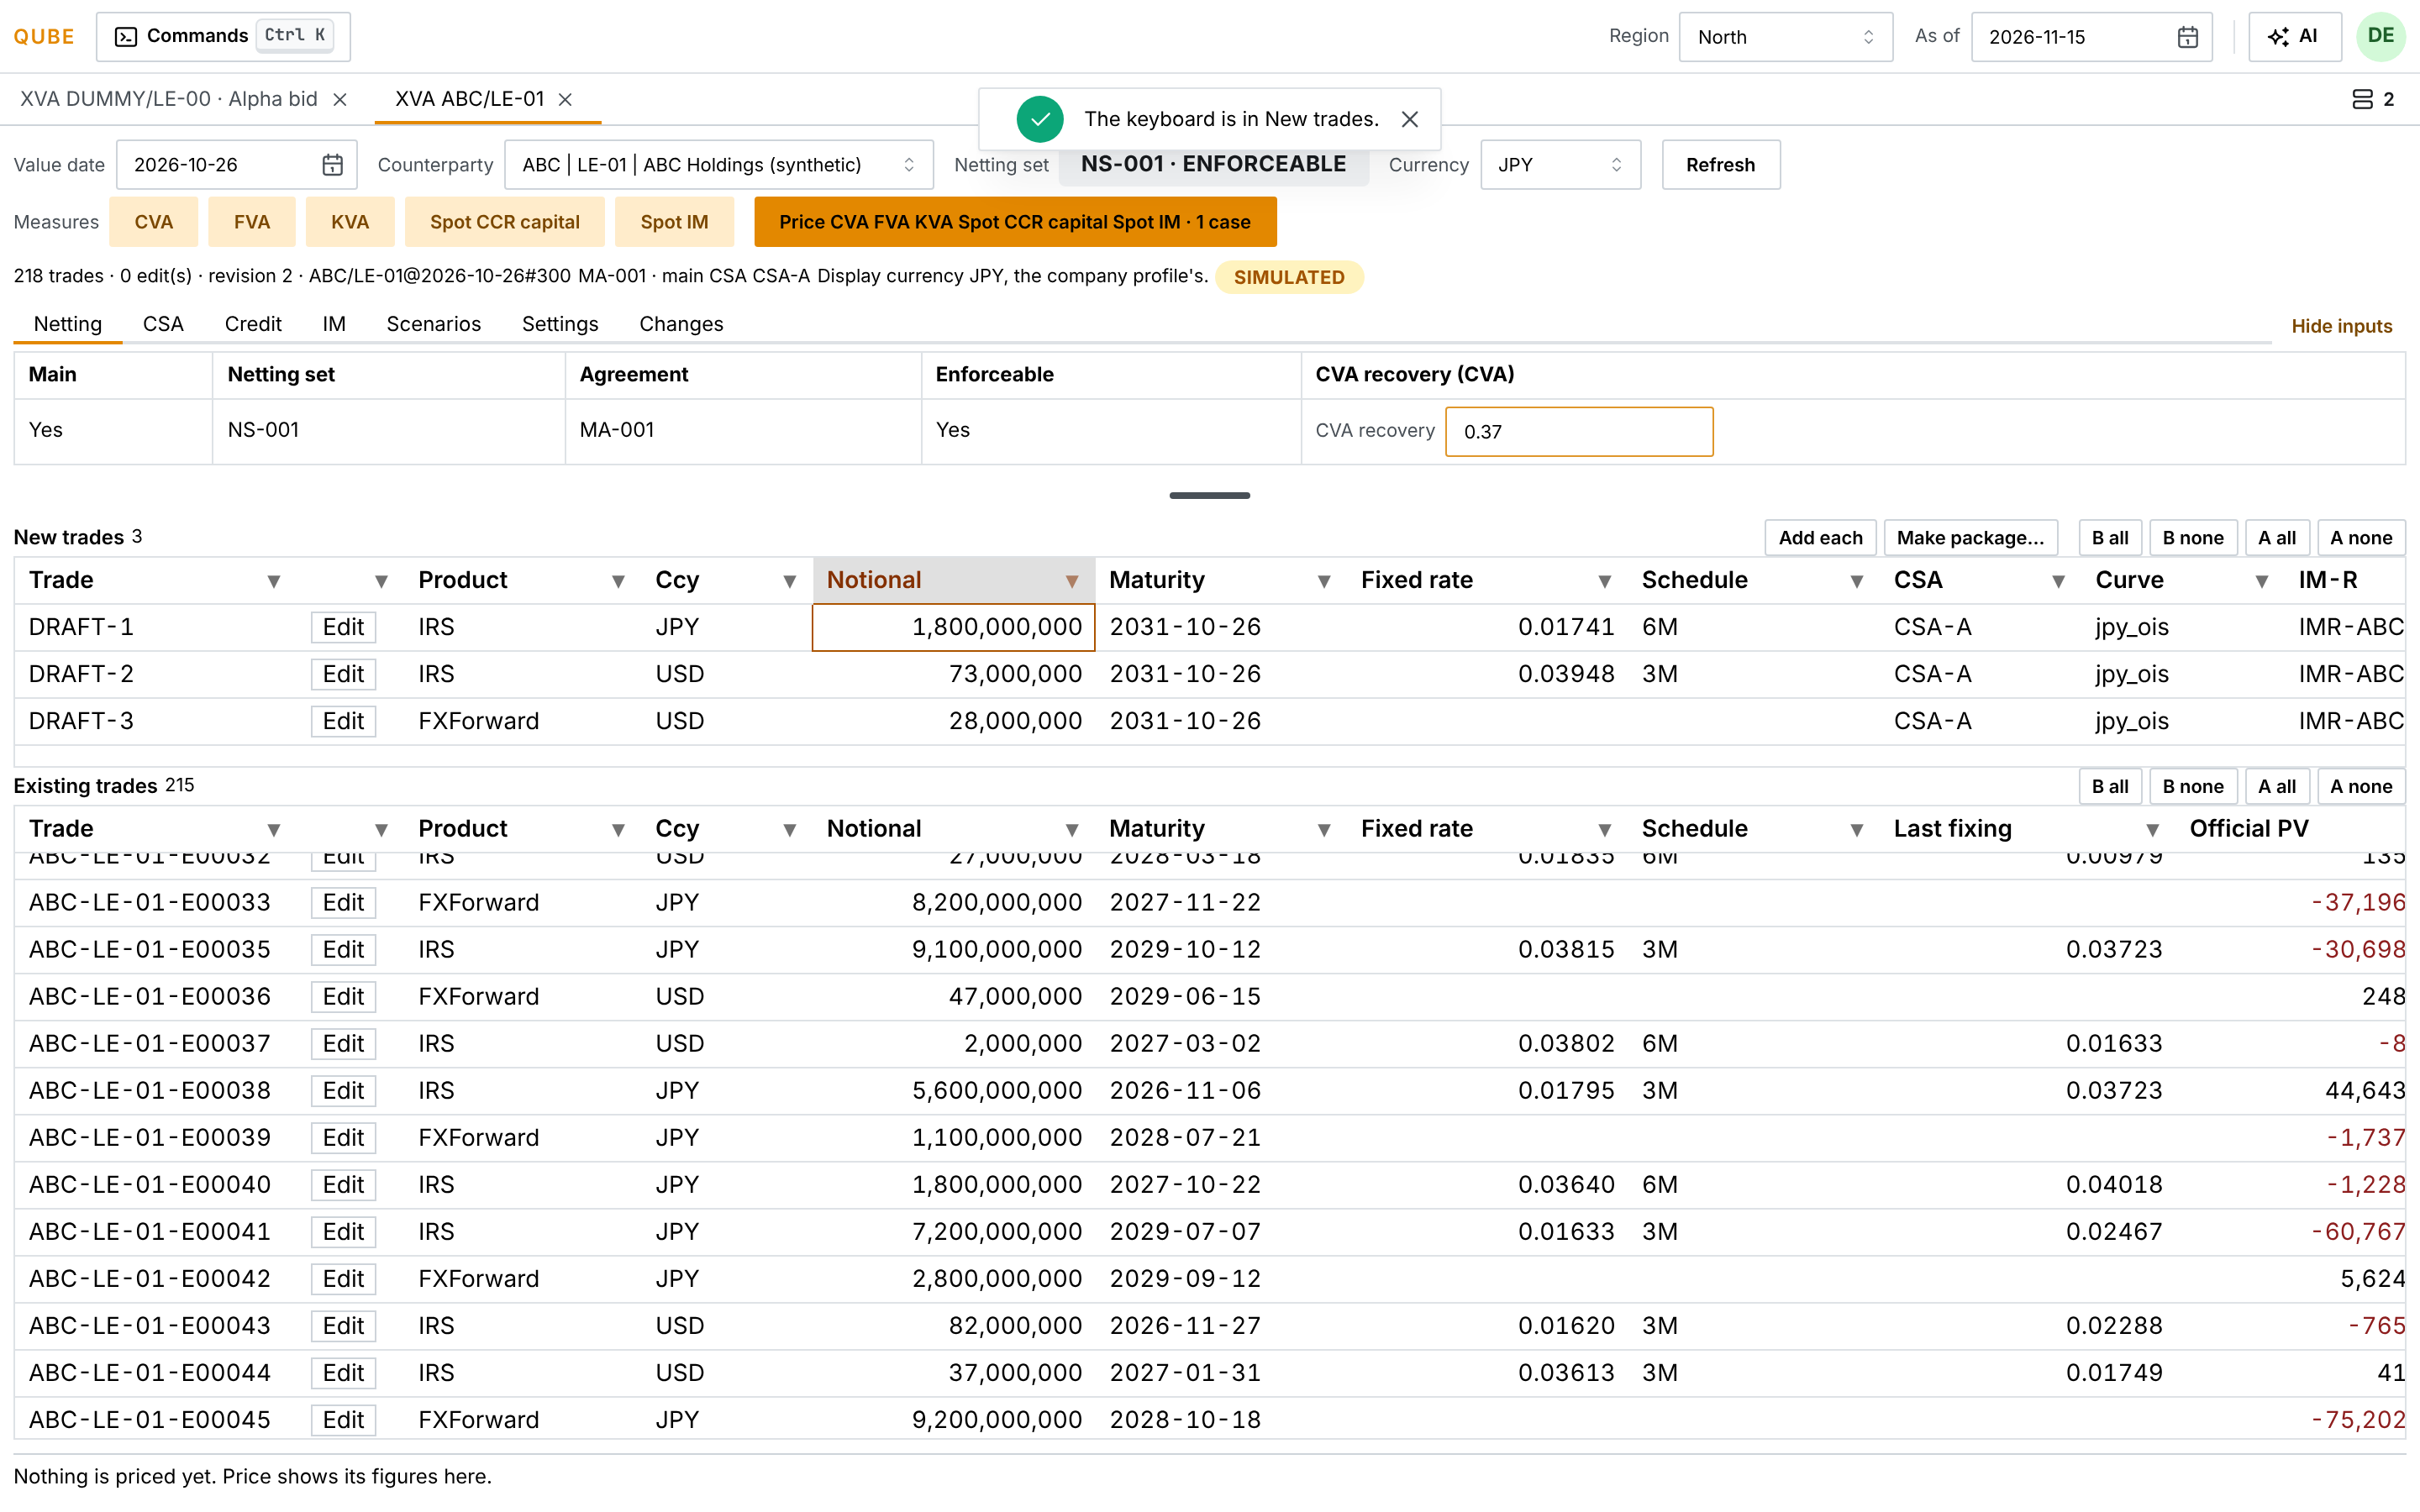 QUBE Commands Ctrl K Region North As of 2026-11-15 AI DE
XVA DUMMY/LE-00 · Alpha bid XVA ABC/LE-01 2
The keyboard is in New trades.
Value date 2026-10-26 Counterparty ABC | LE-01 | ABC Holdings (synthetic) Netting set NS-001 · ENFORCEABLE Currency JPY Refresh
Measures CVA FVA KVA Spot CCR capital Spot IM Price CVA FVA KVA Spot CCR capital Spot IM · 1 case
218 trades · 0 edit(s) · revision 2 · ABC/LE-01@2026-10-26#300 MA-001 · main CSA CSA-A Display currency JPY, the company profile's. SIMULATED
Netting CSA Credit IM Scenarios Settings Changes Hide inputs
Main Netting set Agreement Enforceable CVA recovery (CVA)
Yes NS-001 MA-001 Yes CVA recovery 0.37
New trades 3 Add each Make package... B all B none A all A none
Trade Product Ccy Notional Maturity Fixed rate Schedule CSA Curve IM-R
DRAFT-1 Edit IRS JPY 1,800,000,000 2031-10-26 0.01741 6M CSA-A jpy_ois IMR-ABC
DRAFT-2 Edit IRS USD 73,000,000 2031-10-26 0.03948 3M CSA-A jpy_ois IMR-ABC
DRAFT-3 Edit FXForward USD 28,000,000 2031-10-26 CSA-A jpy_ois IMR-ABC
Existing trades 215 B all B none A all A none
Trade Product Ccy Notional Maturity Fixed rate Schedule Last fixing Official PV
ABC-LE-01-E00032 Edit IRS USD 27,000,000 2028-03-18 0.01835 6M 0.00979 135
ABC-LE-01-E00033 Edit FXForward JPY 8,200,000,000 2027-11-22 -37,196
ABC-LE-01-E00035 Edit IRS JPY 9,100,000,000 2029-10-12 0.03815 3M 0.03723 -30,698
ABC-LE-01-E00036 Edit FXForward USD 47,000,000 2029-06-15 248
ABC-LE-01-E00037 Edit IRS USD 2,000,000 2027-03-02 0.03802 6M 0.01633 -8
ABC-LE-01-E00038 Edit IRS JPY 5,600,000,000 2026-11-06 0.01795 3M 0.03723 44,643
ABC-LE-01-E00039 Edit FXForward JPY 1,100,000,000 2028-07-21 -1,737
ABC-LE-01-E00040 Edit IRS JPY 1,800,000,000 2027-10-22 0.03640 6M 0.04018 -1,228
ABC-LE-01-E00041 Edit IRS JPY 7,200,000,000 2029-07-07 0.01633 3M 0.02467 -60,767
ABC-LE-01-E00042 Edit FXForward JPY 2,800,000,000 2029-09-12 5,624
ABC-LE-01-E00043 Edit IRS USD 82,000,000 2026-11-27 0.01620 3M 0.02288 -765
ABC-LE-01-E00044 Edit IRS USD 37,000,000 2027-01-31 0.03613 3M 0.01749 41
ABC-LE-01-E00045 Edit FXForward JPY 9,200,000,000 2028-10-18 -75,202
Nothing is priced yet. Price shows its figures here.